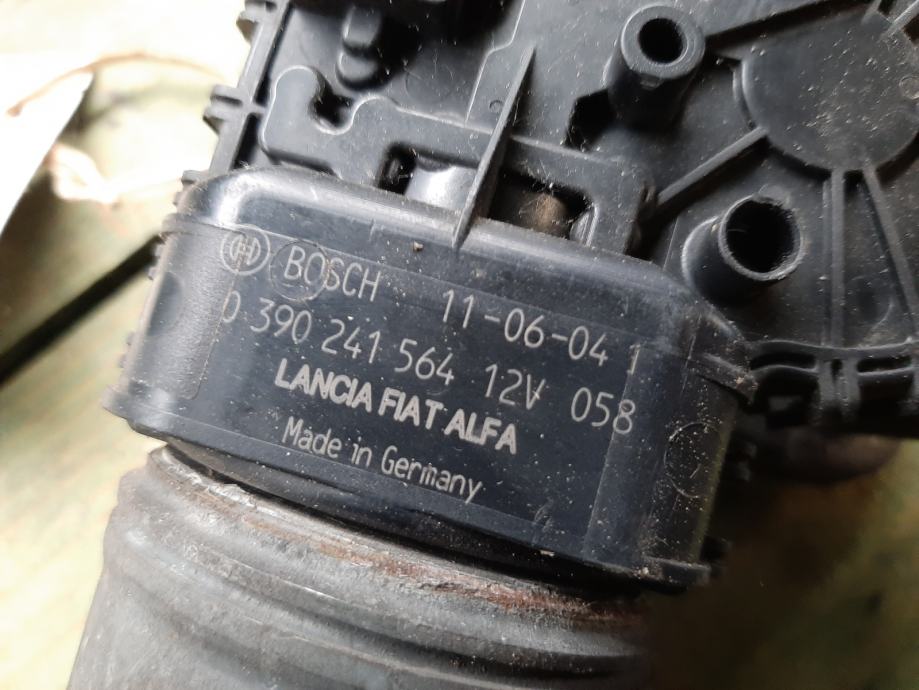 BOSCH 11-06-04 1
0 390 241 564 12V 058
LANCIA FIAT ALFA
Made in Germany